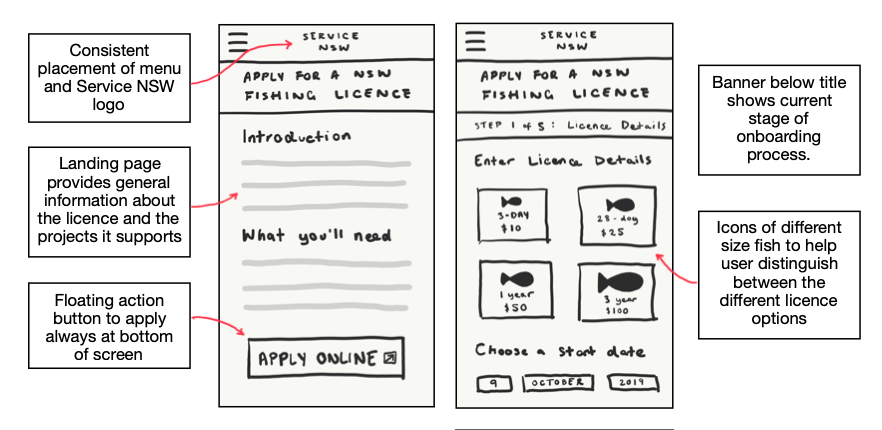 Consistent
placement of menu
and Service NSW
logo
Landing page
provides general
information about
the licence and the
projects it supports
Floating action
button to apply
always at bottom
of screen
SERVICE
NSW
APPLY FOR A NSW
FISHING LICENCE
Introduction
What you'll need
APPLY ONLINE
SERVICE
NSW
APPLY FOR A NSW
FISHING LICENCE
STEP 1 of 5: Licence Details
Enter Licence Details
3-DAY
$10
28-day
$25
1 year
$50
3 year
$100
Choose a start date
9 OCTOBER 2019
Banner below title
shows current
stage of
onboarding
process.
Icons of different
size fish to help
user distinguish
between the
different licence
options